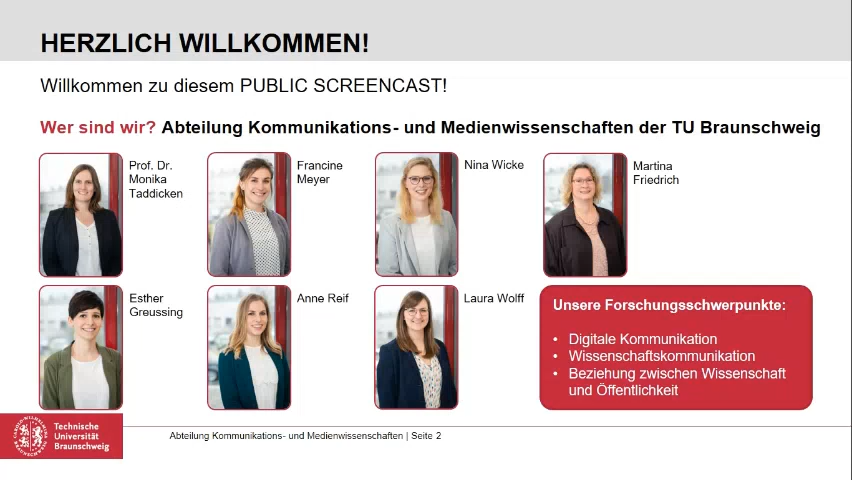 HERZLICH WILLKOMMEN!
Willkommen zu diesem PUBLIC SCREENCAST!
Wer sind wir? Abteilung Kommunikations- und Medienwissenschaften der TU Braunschweig
Prof. Dr.
Monika
Taddicken
Francine
Meyer
Nina Wicke
Martina
Friedrich
Esther
Greussing
Anne Reif
Laura Wolff
Unsere Forschungsschwerpunkte:
• Digitale Kommunikation
• Wissenschaftskommunikation
• Beziehung zwischen Wissenschaft
und Öffentlichkeit
Technische
Universität
Braunschweig
Abteilung Kommunikations- und Medienwissenschaften | Seite 2